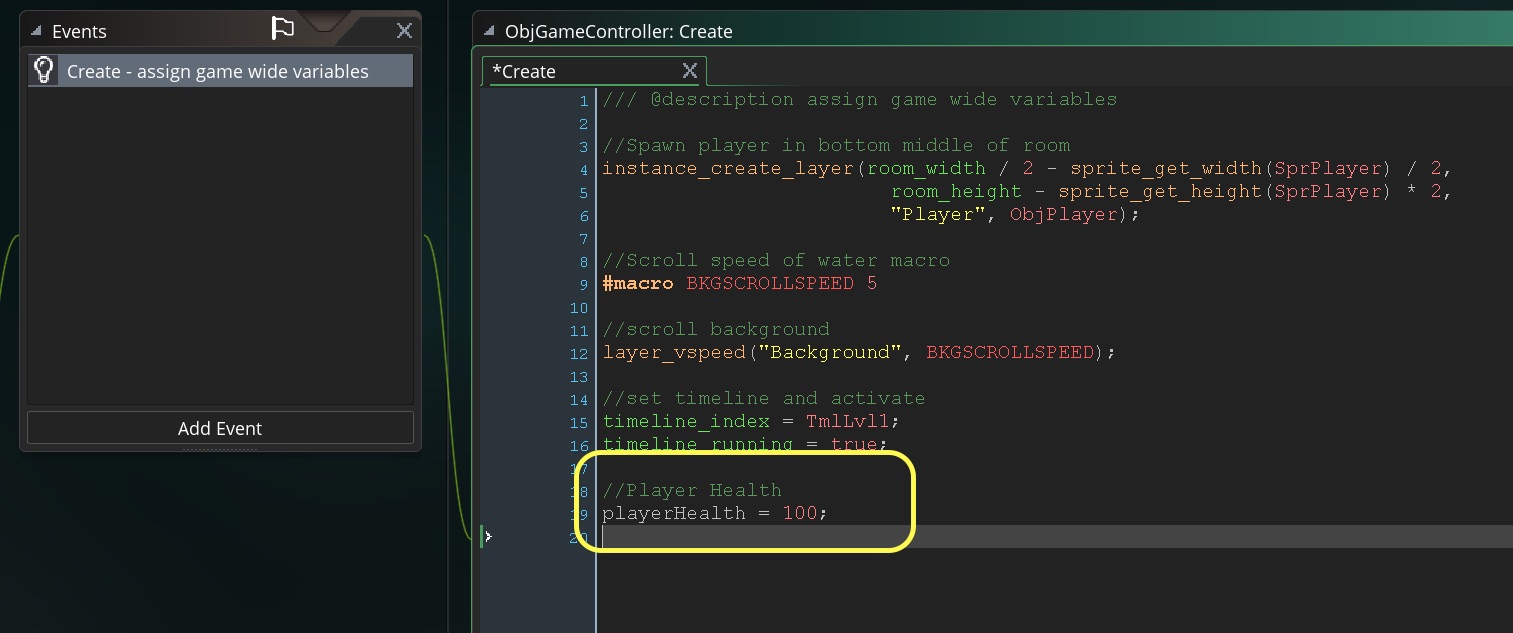 Events
Create - assign game wide variables
Add Event
ObjGameController: Create
*Create
1 /// @description assign game wide variables
2
3 //Spawn player in bottom middle of room
4 instance_create_layer(room_width / 2 - sprite_get_width(SprPlayer) / 2,
5 room_height - sprite_get_height(SprPlayer) * 2,
6 "Player", ObjPlayer);
7
8 //Scroll speed of water macro
9 #macro BKGSCROLLSPEED 5
10
11 //scroll background
12 layer_vspeed("Background", BKGSCROLLSPEED);
13
14 //set timeline and activate
15 timeline_index = TmlLvl1;
16 timeline_running = true;
17
18 //Player Health
19 playerHealth = 100;
20